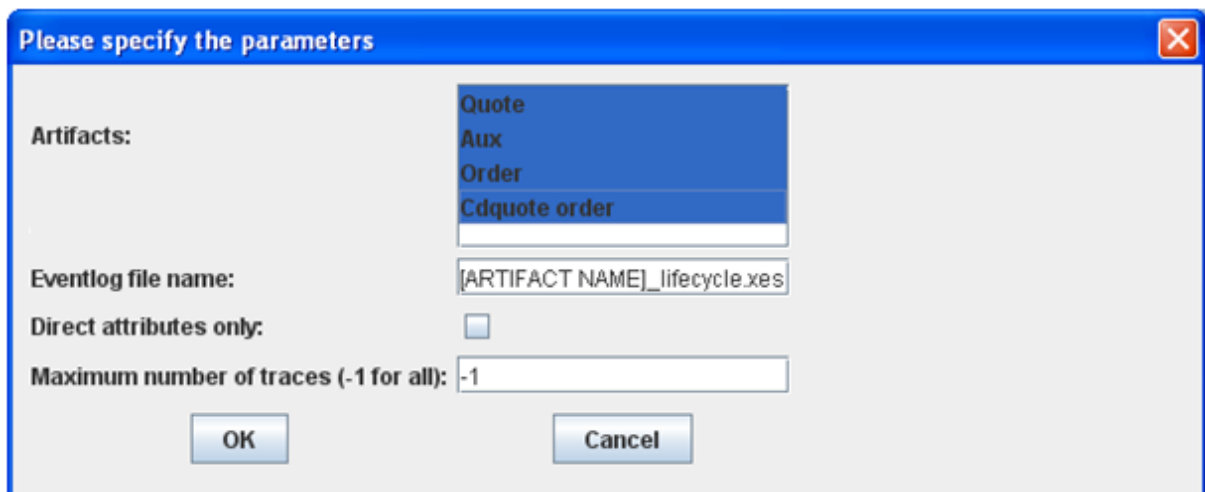 Please specify the parameters
Artifacts:
Quote
Aux
Order
Cdquote order
Eventlog file name: [ARTIFACT NAME]_lifecycle.xes
Direct attributes only:
Maximum number of traces (-1 for all): -1
OK Cancel